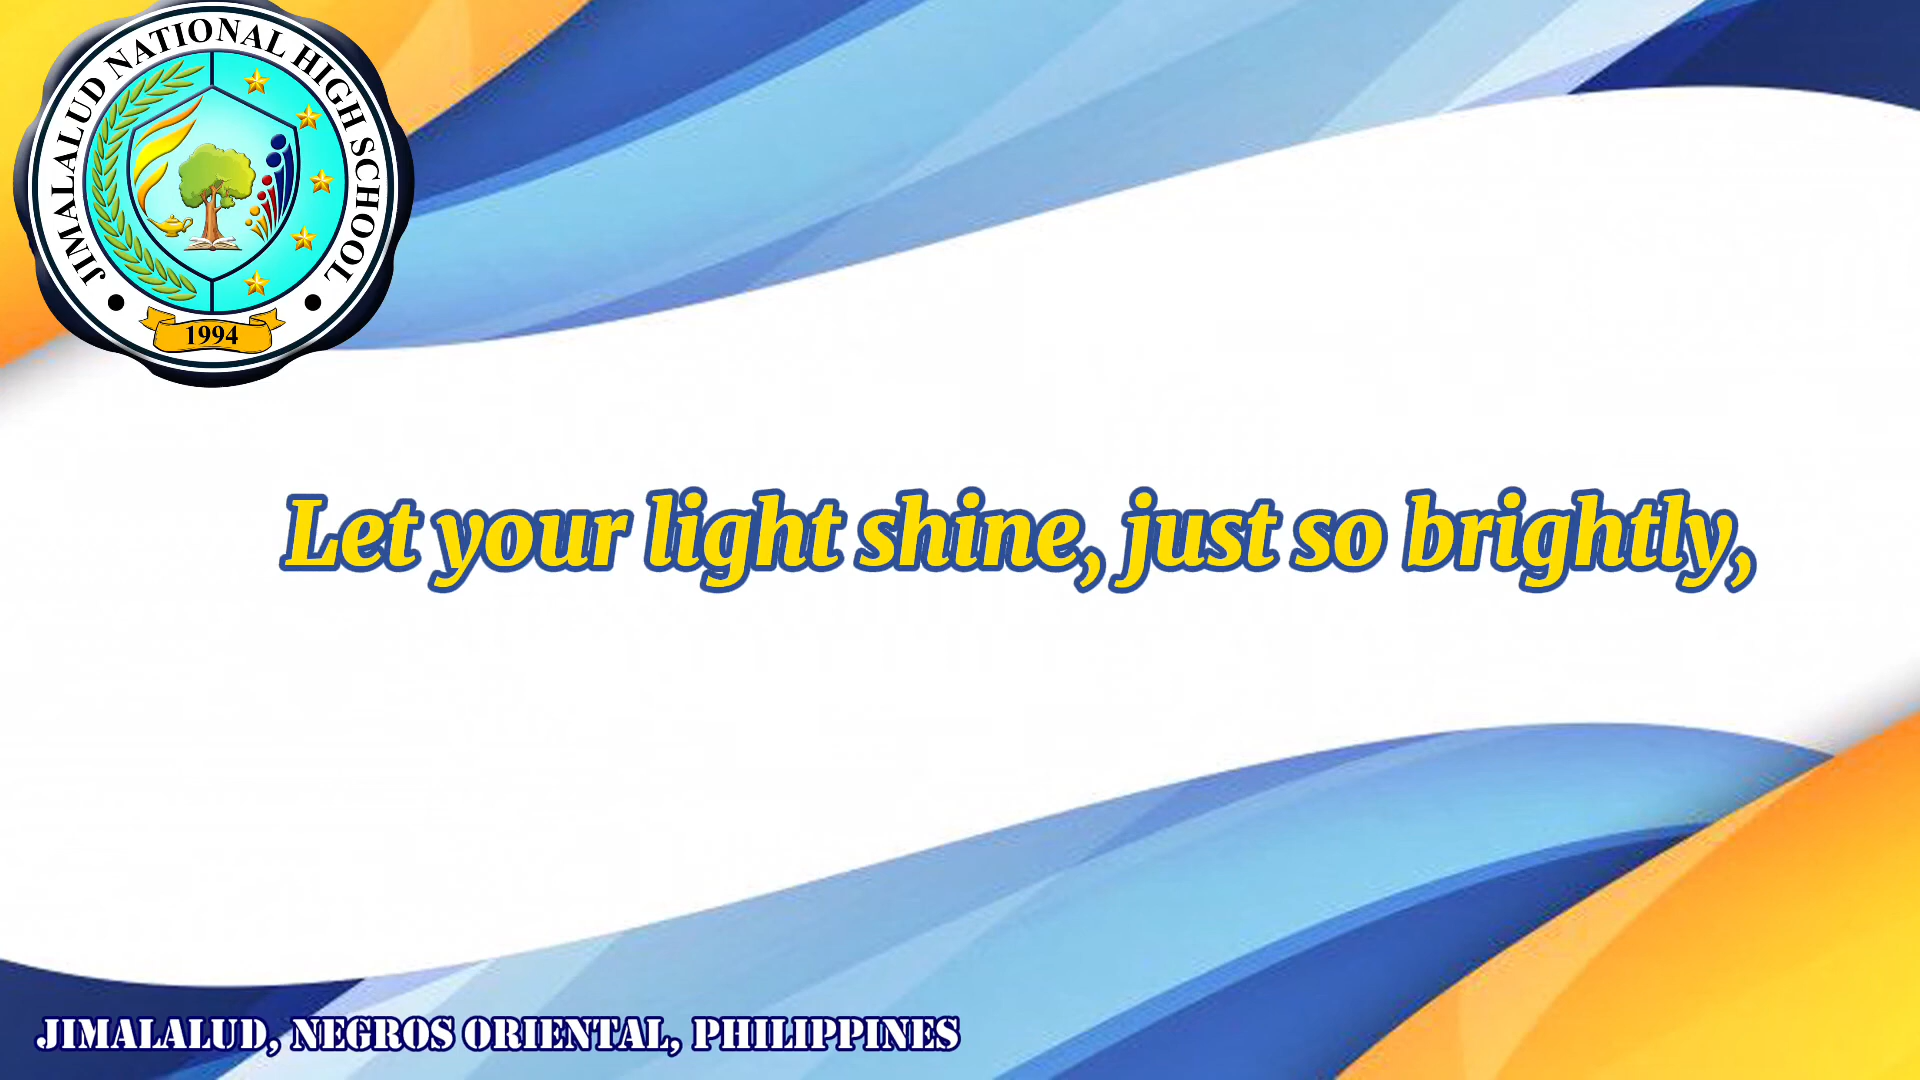 JIMALALUD NATIONAL HIGH SCHOOL
1994
Let your light shine, just so brightly,
JIMALALUD, NEGROS ORIENTAL, PHILIPPINES